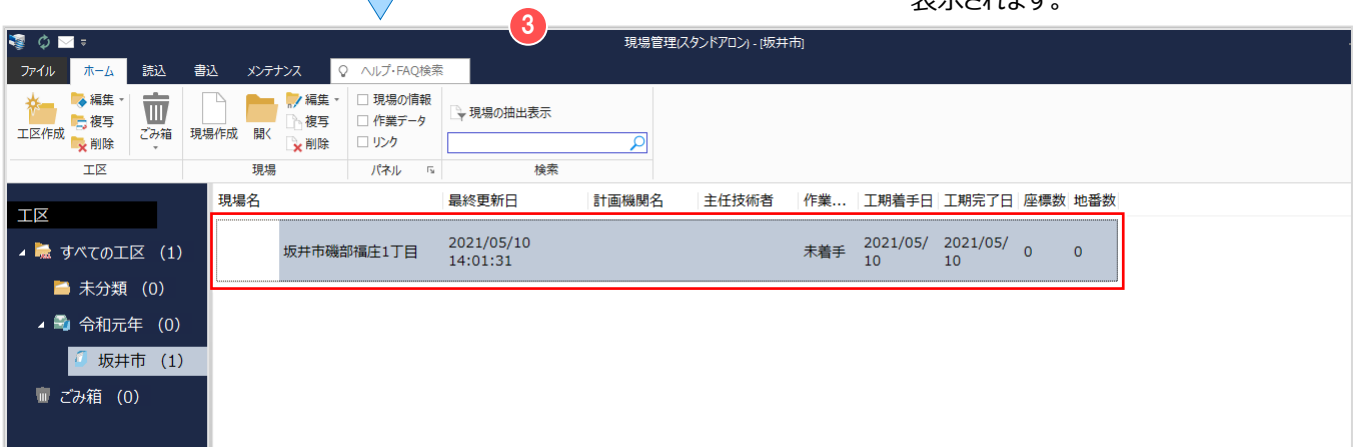 表示されます。
3
現場管理(スタンドアロン) - [坂井市]
ファイル ホーム 読込 書込 メンテナンス ヘルプ・FAQ検索
工区作成 編集 複写 削除 ごみ箱 工区
現場作成 開く 編集 複写 削除 現場
現場の情報 作業データ リンク パネル
現場の抽出表示 検索
工区
すべての工区 (1)
未分類 (0)
令和元年 (0)
坂井市 (1)
ごみ箱 (0)
現場名 最終更新日 計画機関名 主任技術者 作業... 工期着手日 工期完了日 座標数 地番数
坂井市磯部福庄1丁目 2021/05/10 14:01:31 未着手 2021/05/10 2021/05/10 0 0